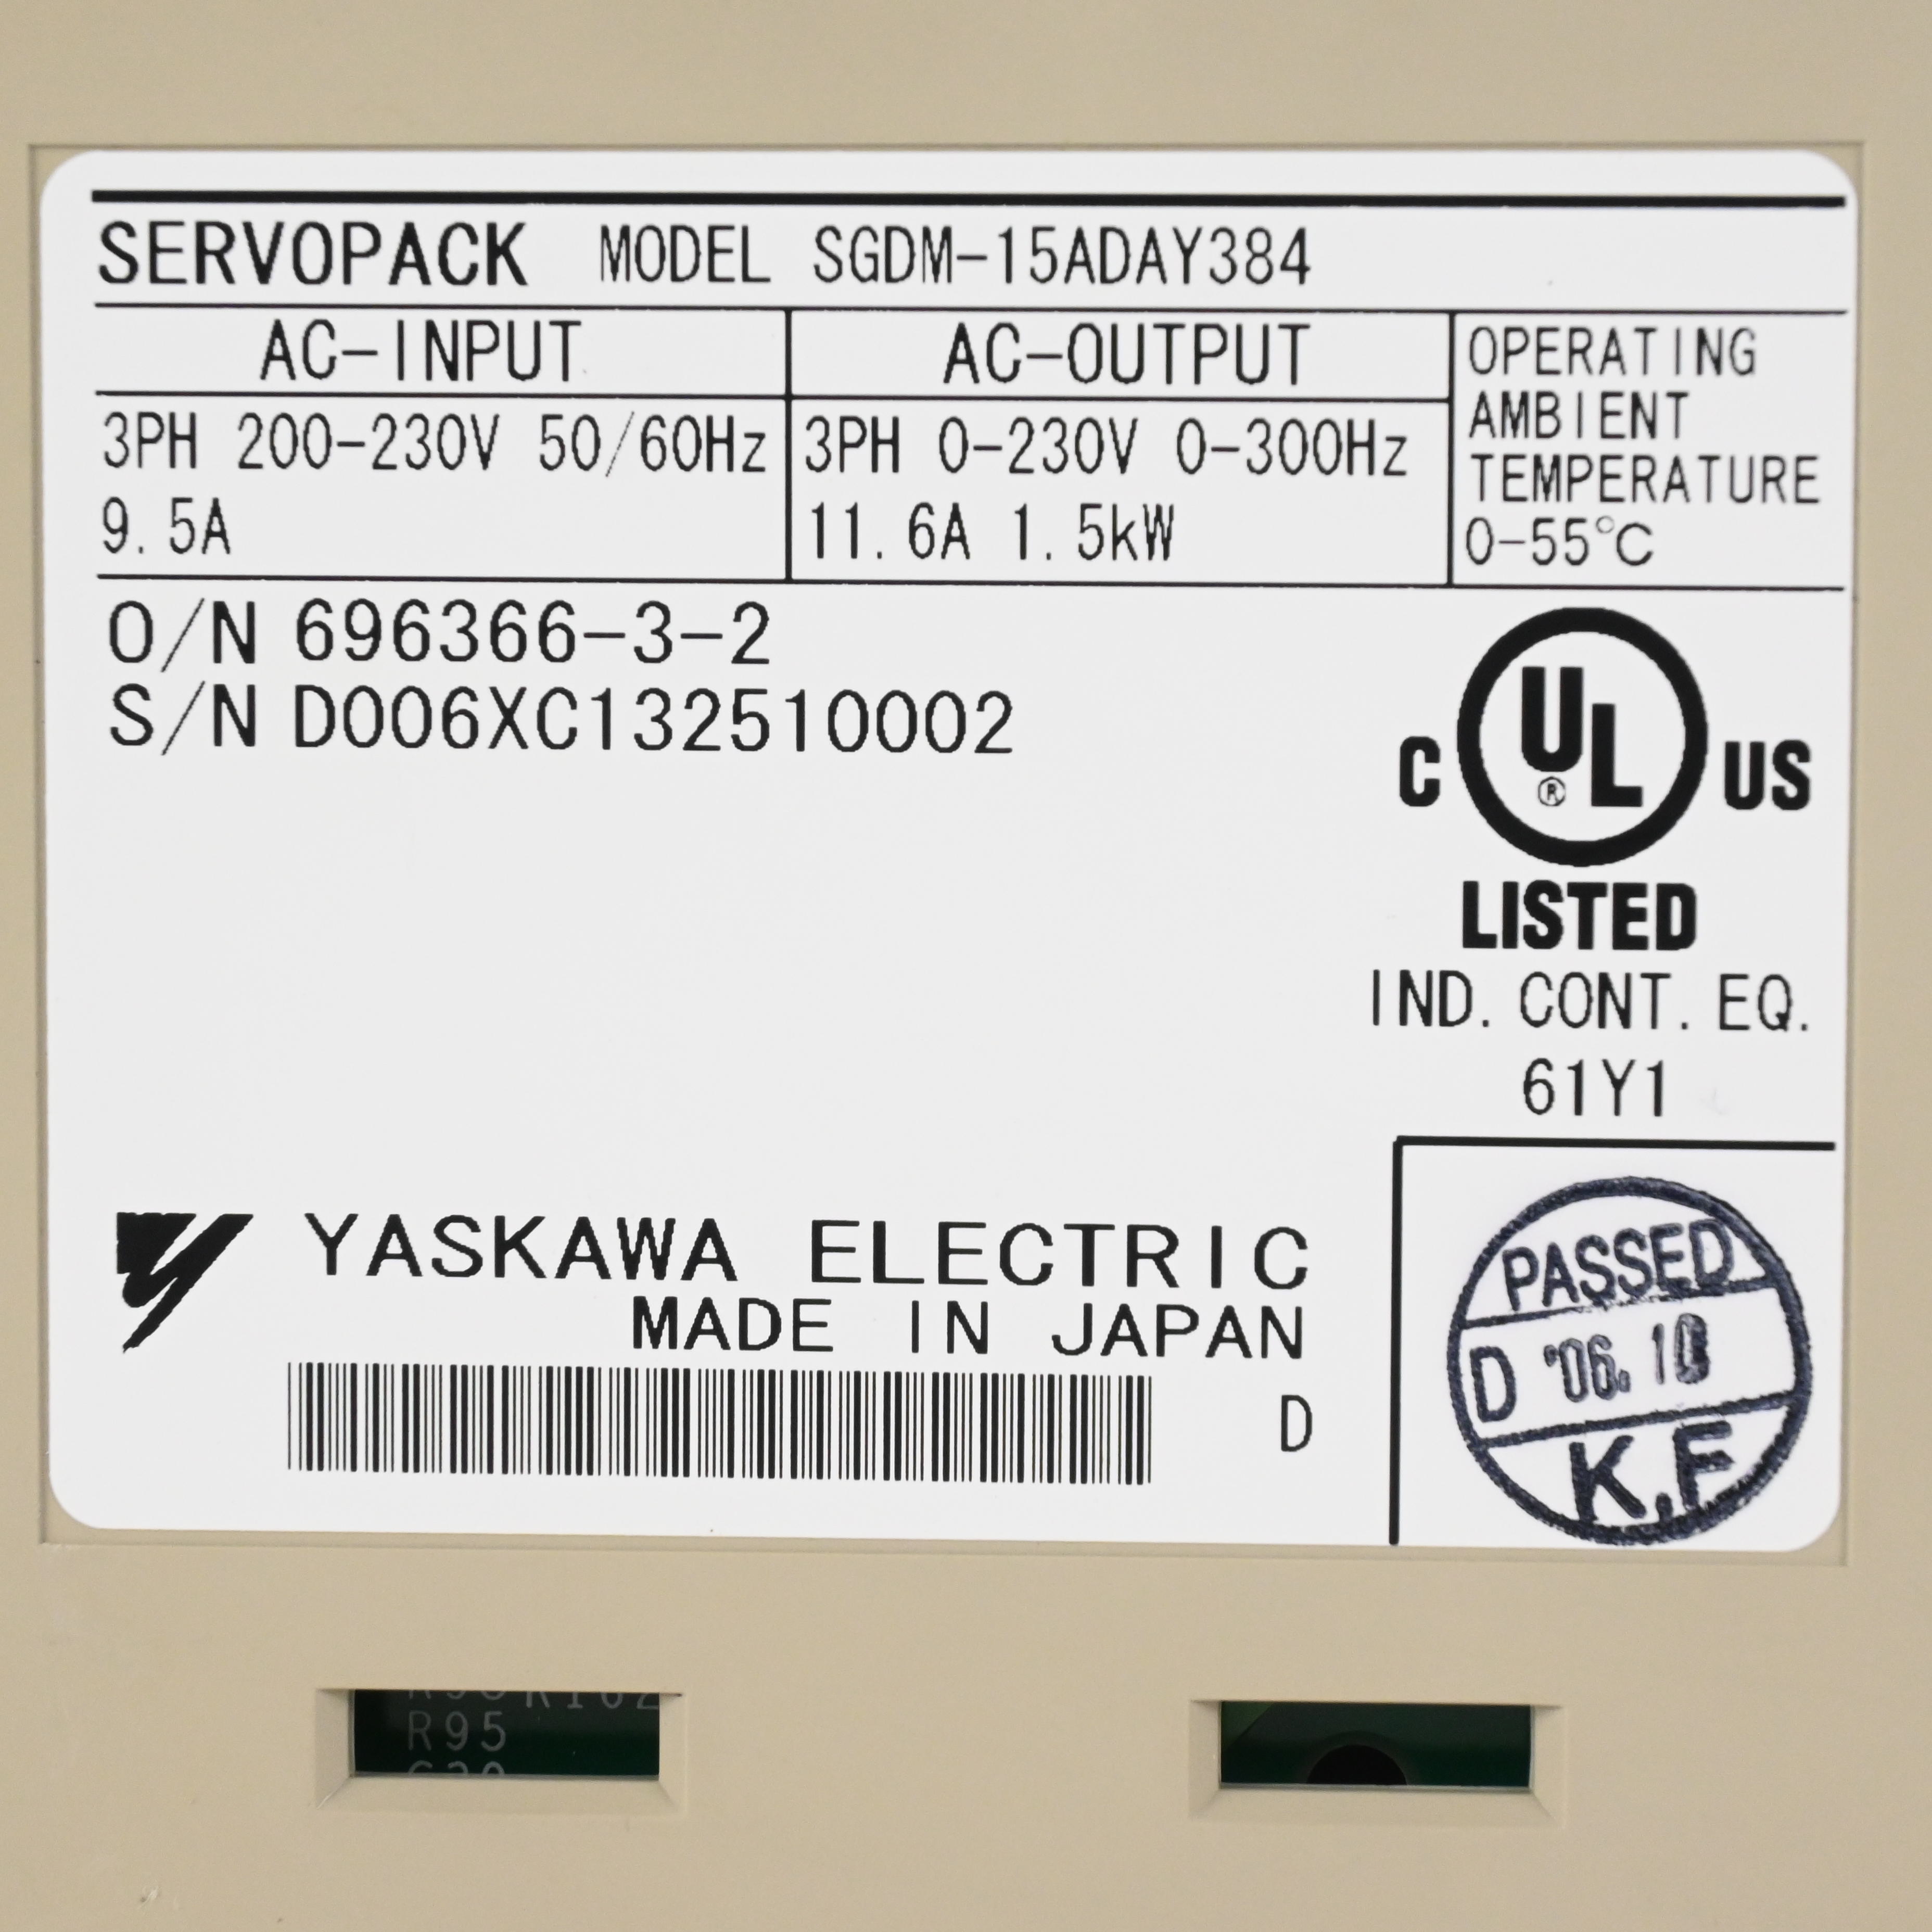 SERVOPACK MODEL SGDM-15ADAY384
AC-INPUT
3PH 200-230V 50/60Hz
9.5A
AC-OUTPUT
3PH 0-230V 0-300Hz
11.6A 1.5kW
OPERATING
AMBIENT
TEMPERATURE
0-55°C
O/N 696366-3-2
S/N D006XC132510002
C UL® US
LISTED
IND. CONT. EQ.
61Y1
YASKAWA ELECTRIC
MADE IN JAPAN
D
PASSED
D '06.10
K.F
R95